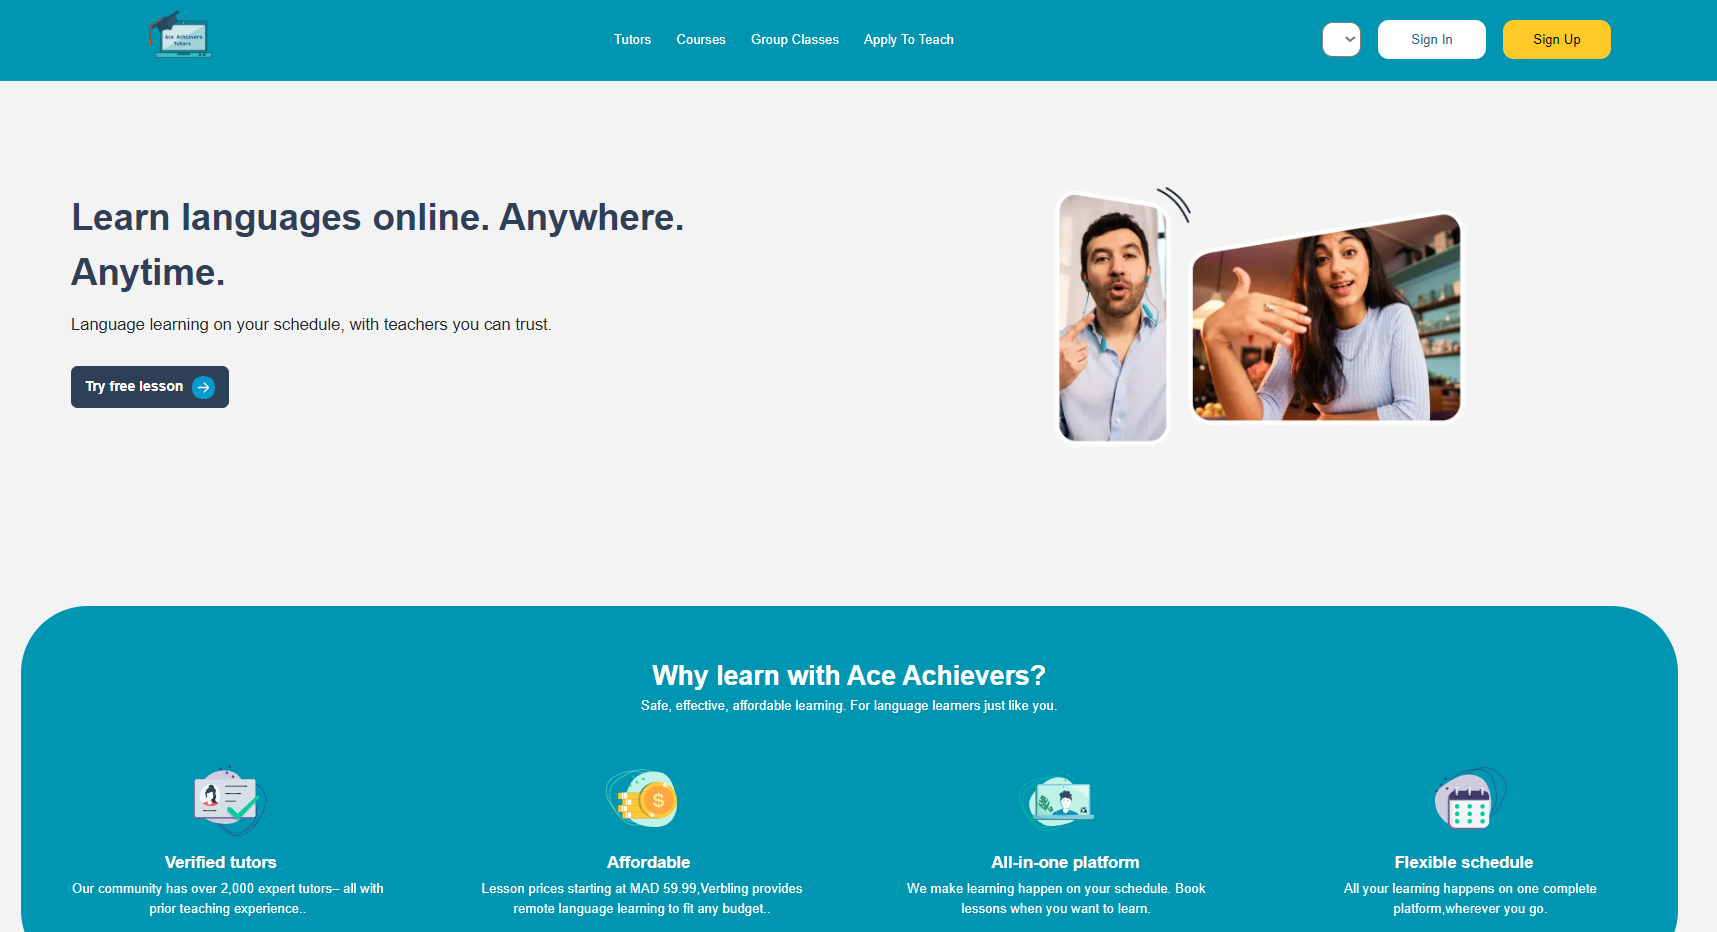 Ace Achievers
Tutors
Tutors
Courses
Group Classes
Apply To Teach
Sign In
Sign Up
Learn languages online. Anywhere.
Anytime.
Language learning on your schedule, with teachers you can trust.
Try free lesson
Why learn with Ace Achievers?
Safe, effective, affordable learning. For language learners just like you.
$
Verified tutors
Our community has over 2,000 expert tutors– all with
prior teaching experience..
Affordable
Lesson prices starting at MAD 59.99,Verbling provides
remote language learning to fit any budget..
All-in-one platform
We make learning happen on your schedule. Book
lessons when you want to learn.
Flexible schedule
All your learning happens on one complete
platform,wherever you go.